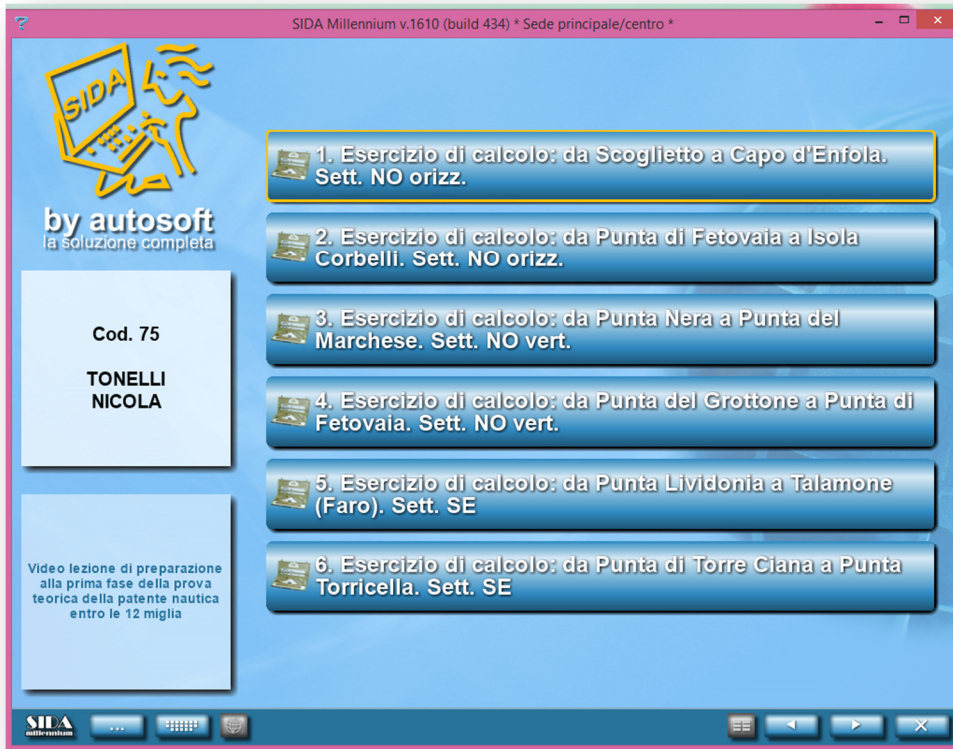 SIDA Millennium v.1610 (build 434) * Sede principale/centro *
SIDA
by autosoft
la soluzione completa
Cod. 75
TONELLI
NICOLA
Video lezione di preparazione
alla prima fase della prova
teorica della patente nautica
entro le 12 miglia
1. Esercizio di calcolo: da Scoglietto a Capo d'Enfola.
Sett. NO orizz.
2. Esercizio di calcolo: da Punta di Fetovaia a Isola
Corbelli. Sett. NO orizz.
3. Esercizio di calcolo: da Punta Nera a Punta del
Marchese. Sett. NO vert.
4. Esercizio di calcolo: da Punta del Grottone a Punta di
Fetovaia. Sett. NO vert.
5. Esercizio di calcolo: da Punta Lividonia a Talamone
(Faro). Sett. SE
6. Esercizio di calcolo: da Punta di Torre Ciana a Punta
Torricella. Sett. SE
SIDA
millennium
...